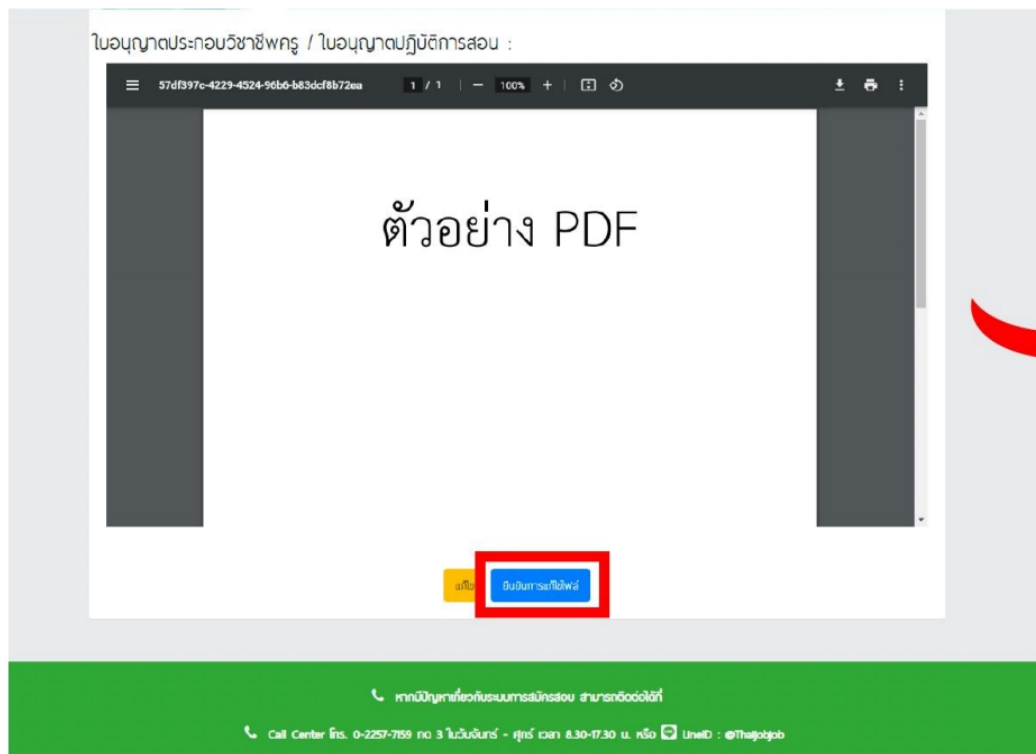 ใบอนุญาตประกอบวิชาชีพครู / ใบอนุญาตปฏิบัติการสอน :
57df397c-4229-4524-96b6-b83dcf8b72ea 1 / 1 100%
ตัวอย่าง PDF
แก้ไข ยืนยันการแก้ไขไฟล์
หากมีปัญหาเกี่ยวกับระบบการสมัครสอบ สามารถติดต่อได้ที่
Call Center โทร. 0-2257-7159 กด 3 ในวันจันทร์ - ศุกร์ เวลา 8.30-17.30 น. หรือ LineID : @Thaijobjob